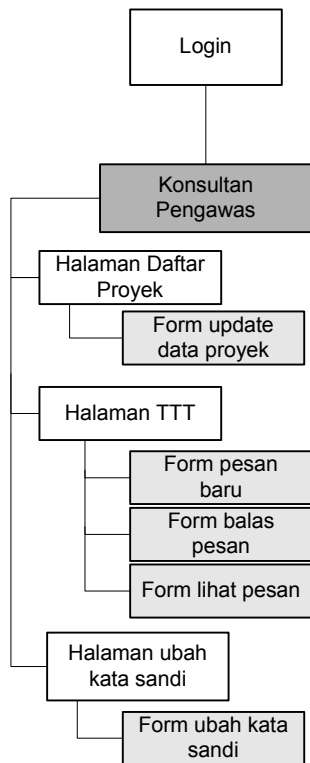 Login
Konsultan
Pengawas
Halaman Daftar
Proyek
Form update
data proyek
Halaman TTT
Form pesan
baru
Form balas
pesan
Form lihat pesan
Halaman ubah
kata sandi
Form ubah kata
sandi